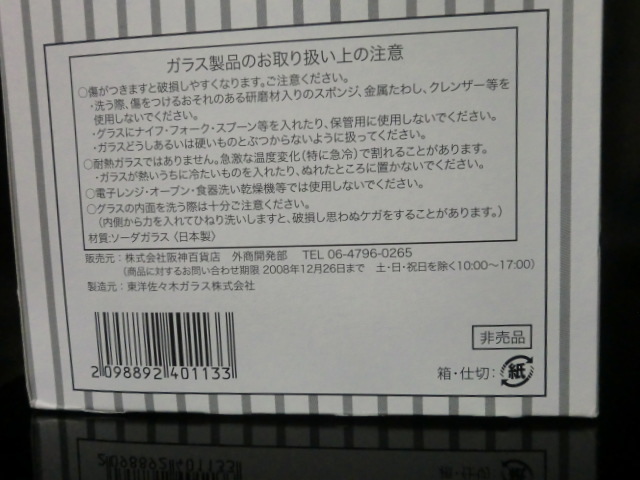 ガラス製品のお取り扱い上の注意
○傷がつきますと破損しやすくなります。ご注意ください。
・洗う際、傷をつけるおそれのある研磨材入りのスポンジ、金属たわし、クレンザー等を
使用しないでください。
・グラスにナイフ・フォーク・スプーン等を入れたり、保管用に使用しないでください。
・ガラスどうしあるいは硬いものとぶつからないように扱ってください。
○耐熱ガラスではありません。急激な温度変化(特に急冷)で割れることがあります。
・ガラスが熱いうちに冷たいものを入れたり、ぬれたところに置かないでください。
○電子レンジ・オーブン・食器洗い乾燥機等では使用しないでください。
○グラスの内面を洗う際は十分ご注意ください。
(内側から力を入れてひねり洗いしますと、破損し思わぬケガをすることがあります。)
材質:ソーダガラス 〈日本製〉
販売元:株式会社阪神百貨店 外商開発部 TEL 06-4796-0265
(商品に対するお問い合わせ期限 2008年12月26日まで 土・日・祝日を除く10:00〜17:00)
製造元:東洋佐々木ガラス株式会社
非売品
2098892401133
箱・仕切:紙